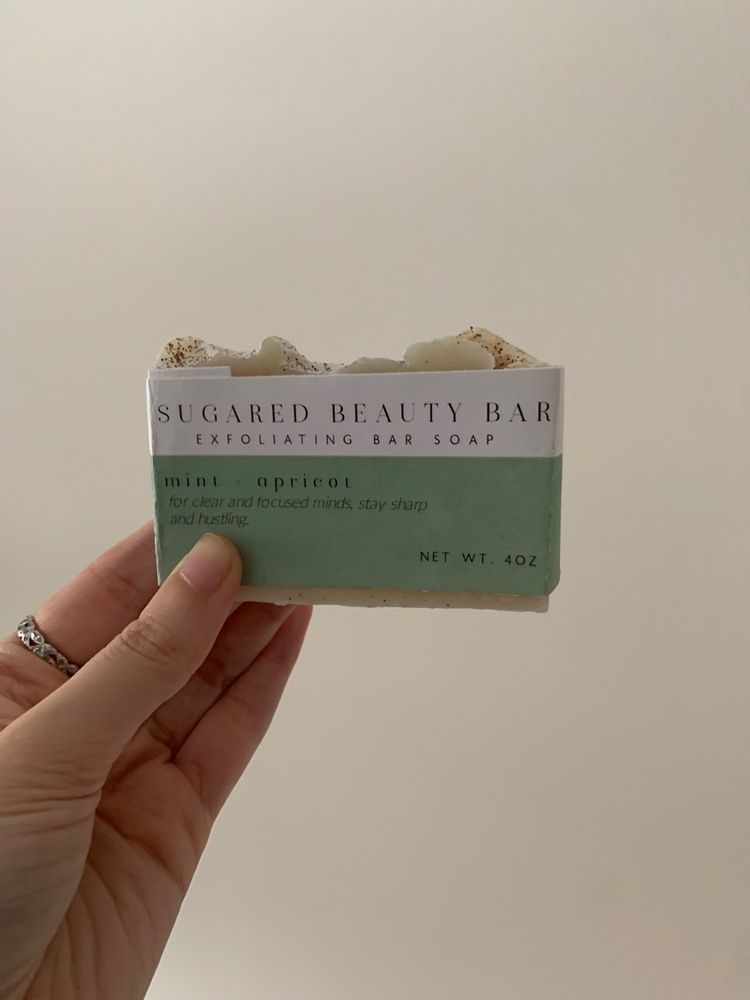 SUGARED BEAUTY BAR
EXFOLIATING BAR SOAP
mint · apricot
for clear and focused minds, stay sharp
and hustling.
NET WT. 4OZ